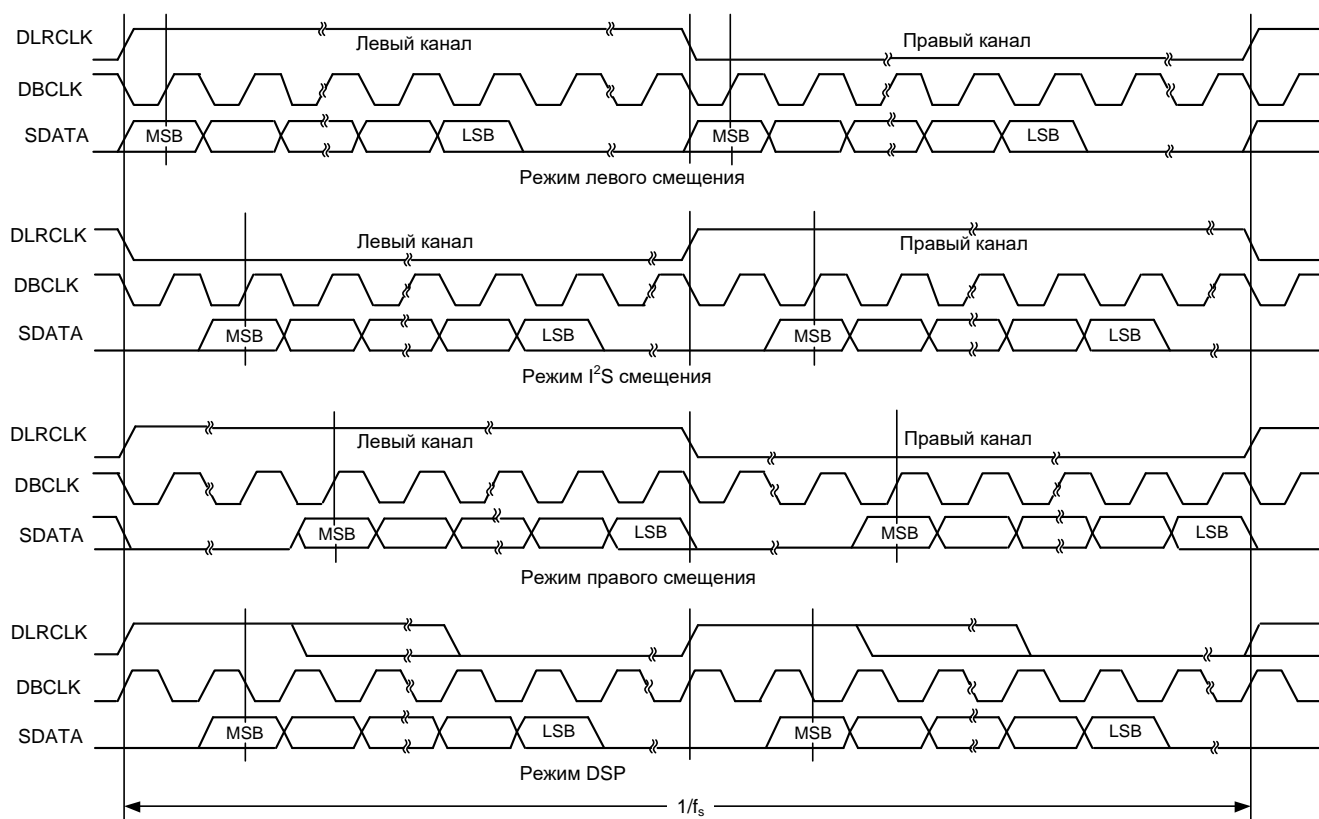 DLRCLK
Левый канал
Правый канал
DBCLK
SDATA
MSB
LSB
MSB
LSB
Режим левого смещения
DLRCLK
Левый канал
Правый канал
DBCLK
SDATA
MSB
LSB
MSB
LSB
Режим I²S смещения
DLRCLK
Левый канал
Правый канал
DBCLK
SDATA
MSB
LSB
MSB
LSB
Режим правого смещения
DLRCLK
DBCLK
SDATA
MSB
LSB
MSB
LSB
Режим DSP
1/fs